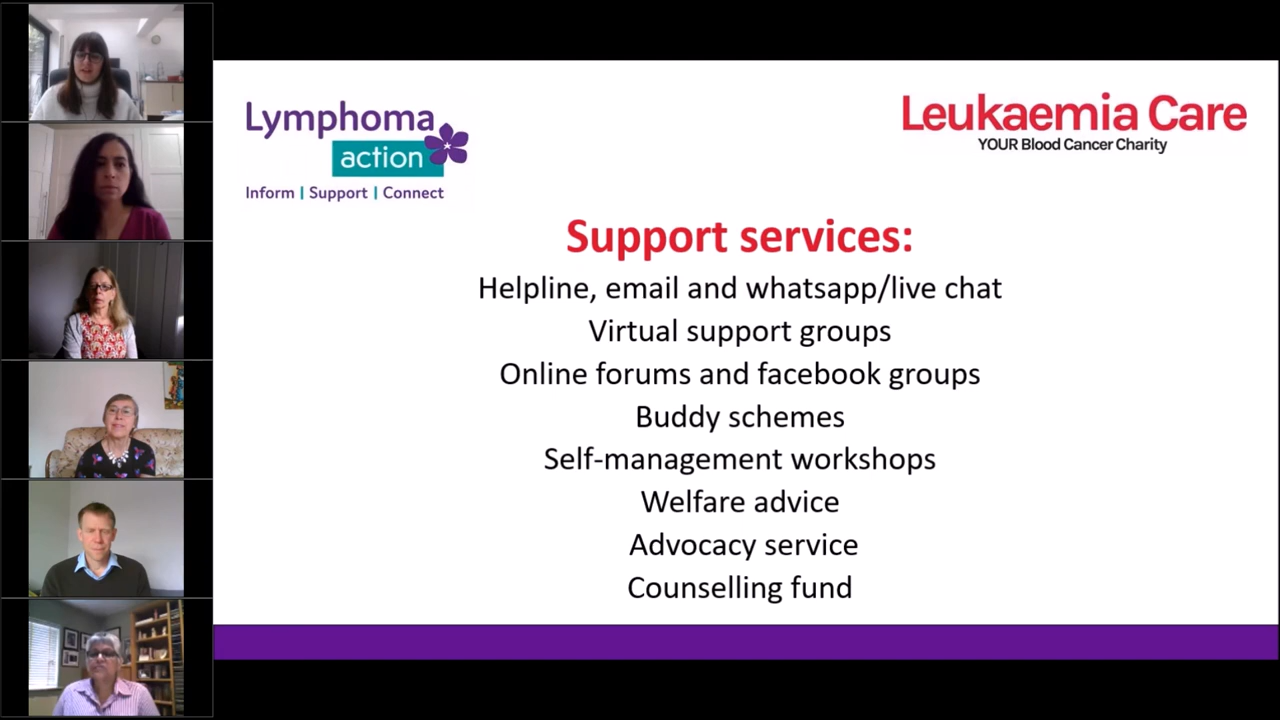 Lymphoma
action
Inform | Support | Connect
Leukaemia Care
YOUR Blood Cancer Charity
Support services:
Helpline, email and whatsapp/live chat
Virtual support groups
Online forums and facebook groups
Buddy schemes
Self-management workshops
Welfare advice
Advocacy service
Counselling fund